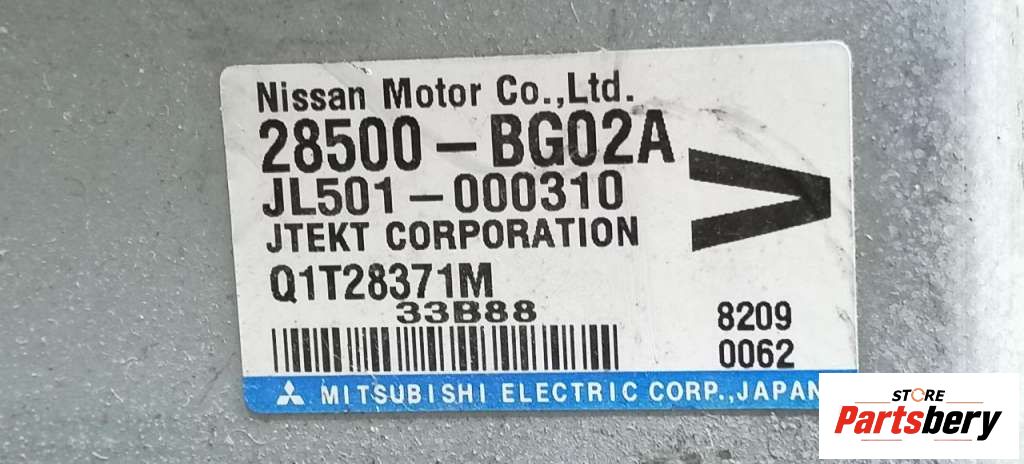 Nissan Motor Co.,Ltd.
28500-BG02A
V
JL501-000310
JTEKT CORPORATION
Q1T28371M
33B88
8209
0062
MITSUBISHI ELECTRIC CORP.,JAPAN
STORE
Partsbery